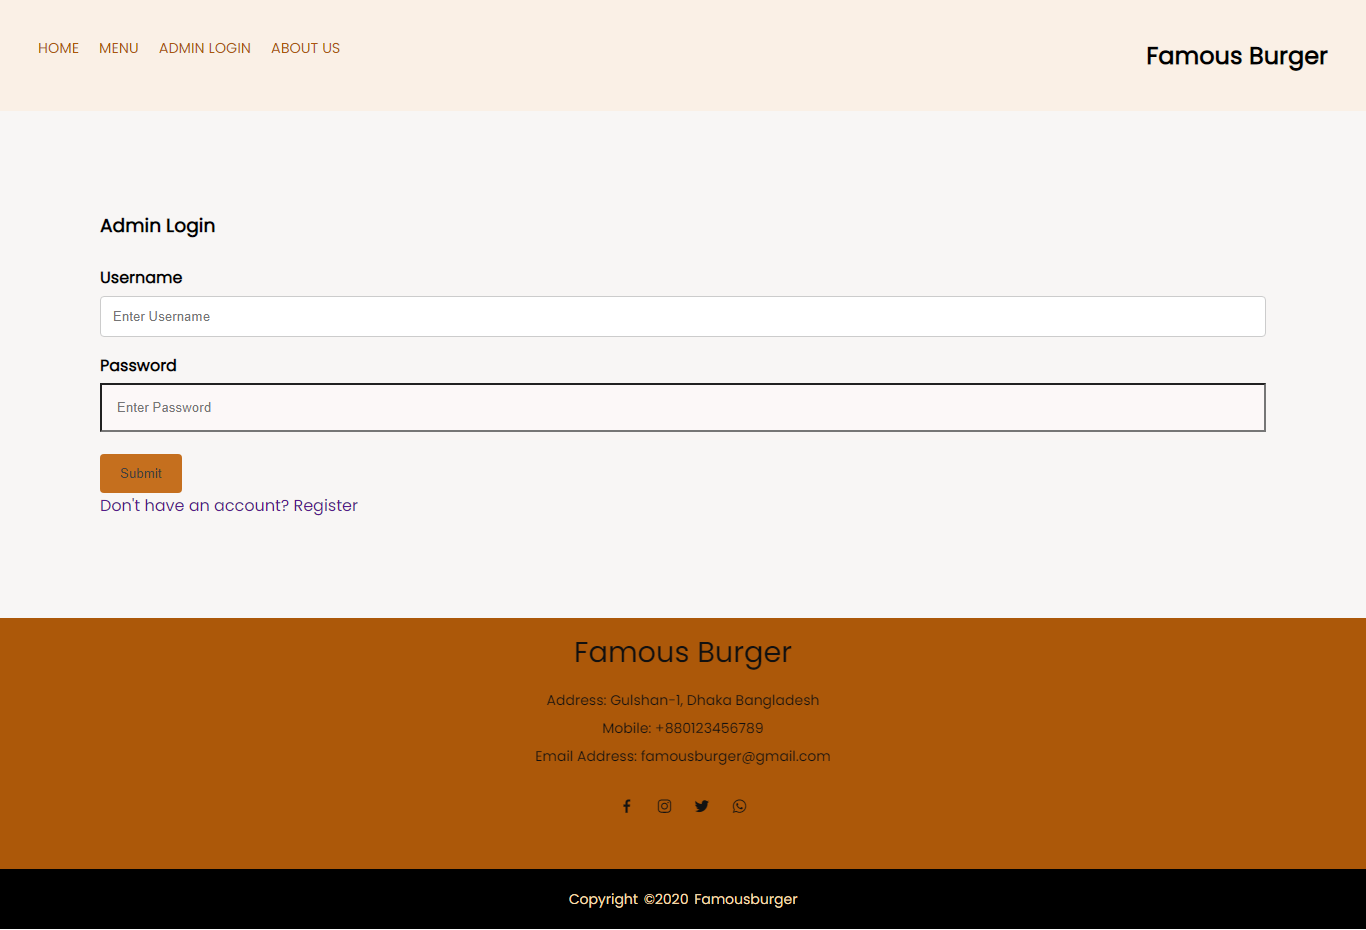 HOME MENU ADMIN LOGIN ABOUT US
Famous Burger
Admin Login
Username
Enter Username
Password
Enter Password
Submit
Don't have an account? Register
Famous Burger
Address: Gulshan-1, Dhaka Bangladesh
Mobile: +880123456789
Email Address: famousburger@gmail.com
Copyright ©2020 Famousburger